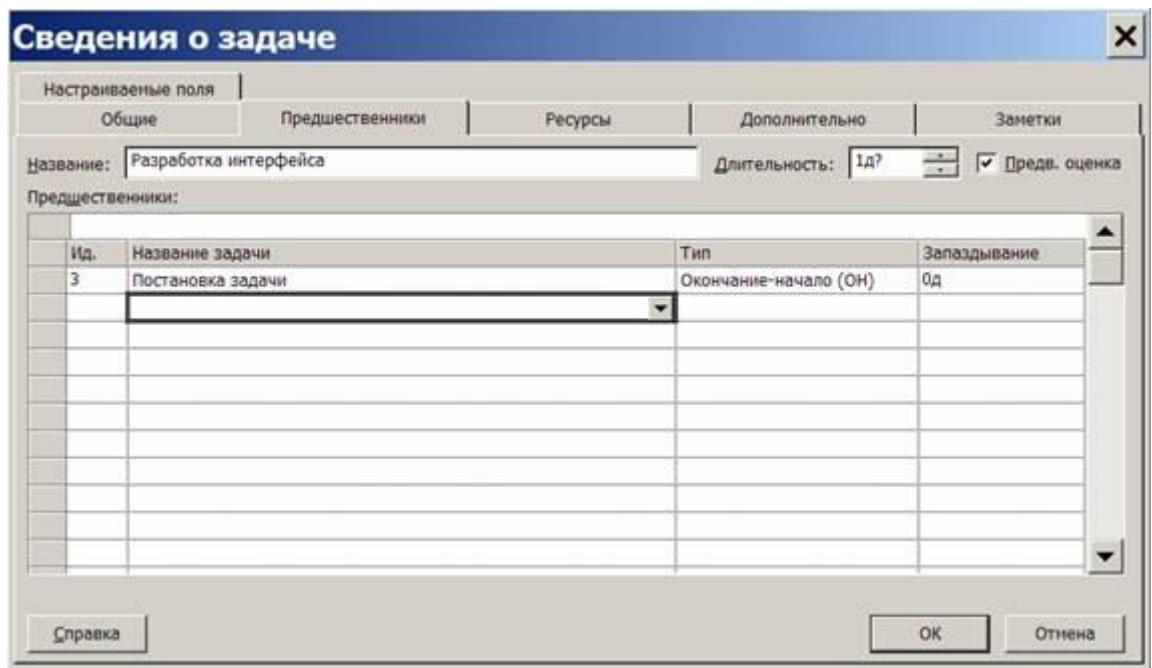 Сведения о задаче
Настраиваемые поля
Общие Предшественники Ресурсы Дополнительно Заметки
Название: Разработка интерфейса Длительность: 1д? Предв. оценка
Предшественники:
Ид. Название задачи Тип Запаздывание
3 Постановка задачи Окончание-начало (ОН) 0д
Справка ОК Отмена